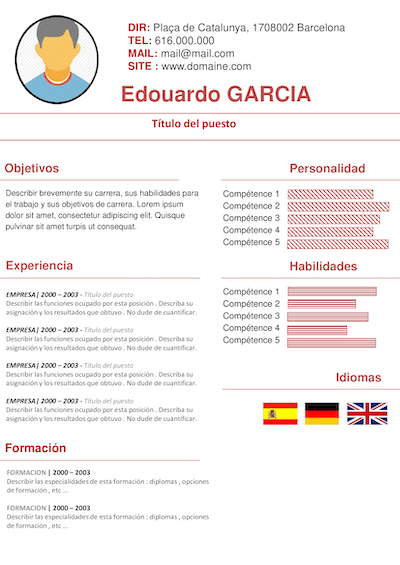 DIR: Plaça de Catalunya, 1708002 Barcelona
TEL: 616.000.000
MAIL: mail@mail.com
SITE : www.domaine.com
Edouardo GARCIA
Título del puesto
Objetivos
Describir brevemente su carrera, sus habilidades para
el trabajo y sus objetivos de carrera. Lorem ipsum
dolor sit amet, consectetur adipiscing elit. Quisque
pulvinar sit amet turpis ut consequat.
Experiencia
EMPRESA| 2000 – 2003 - Titulo del puesto
Describir las funciones ocupado por esta posición . Describa su
asignación y los resultados que obtuvo . No dude de cuantificar.
EMPRESA| 2000 – 2003 - Titulo del puesto
Describir las funciones ocupado por esta posición . Describa su
asignación y los resultados que obtuvo . No dude de cuantificar.
EMPRESA| 2000 – 2003 - Titulo del puesto
Describir las funciones ocupado por esta posición . Describa su
asignación y los resultados que obtuvo . No dude de cuantificar.
EMPRESA| 2000 – 2003 - Titulo del puesto
Describir las funciones ocupado por esta posición . Describa su
asignación y los resultados que obtuvo . No dude de cuantificar.
Formación
FORMACION | 2000 – 2003
Describir las especialidades de esta formación : diplomas , opciones
de formación , etc ...
FORMACION | 2000 – 2003
Describir las especialidades de esta formación : diplomas , opciones
de formación , etc ...
Personalidad
Compétence 1
Compétence 2
Compétence 3
Compétence 4
Compétence 5
Habilidades
Compétence 1
Compétence 2
Compétence 3
Compétence 4
Compétence 5
Idiomas